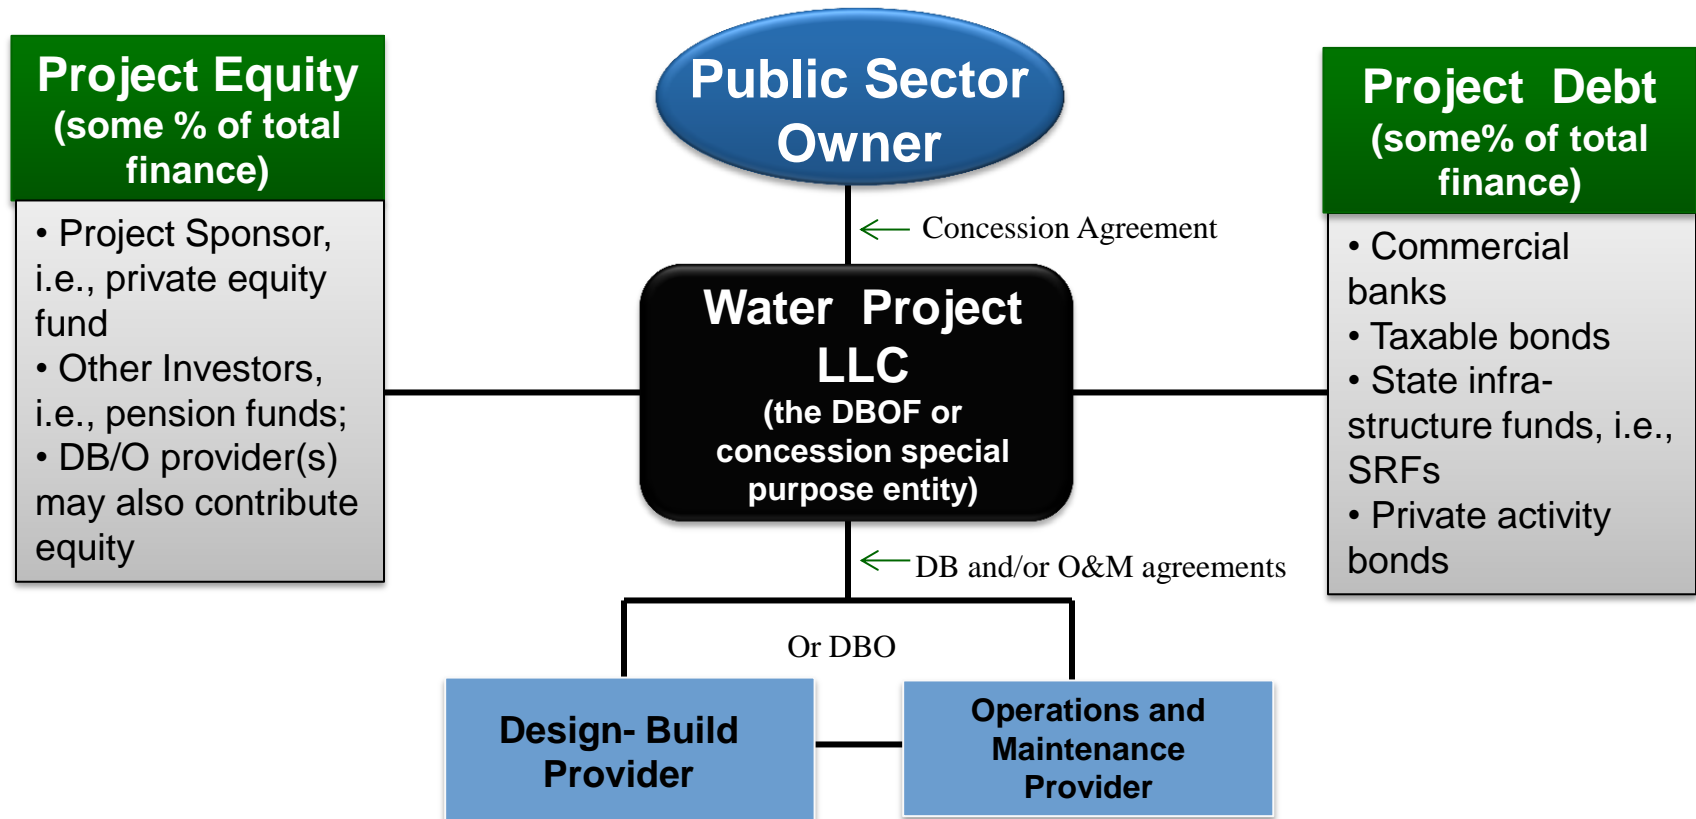 Project Equity
(some % of total
finance)
• Project Sponsor,
i.e., private equity
fund
• Other Investors,
i.e., pension funds;
• DB/O provider(s)
may also contribute
equity
Public Sector
Owner
Concession Agreement
Water Project
LLC
(the DBOF or
concession special
purpose entity)
DB and/or O&M agreements
Or DBO
Design- Build
Provider
Operations and
Maintenance
Provider
Project Debt
(some% of total
finance)
• Commercial
banks
• Taxable bonds
• State infra-
structure funds, i.e.,
SRFs
• Private activity
bonds